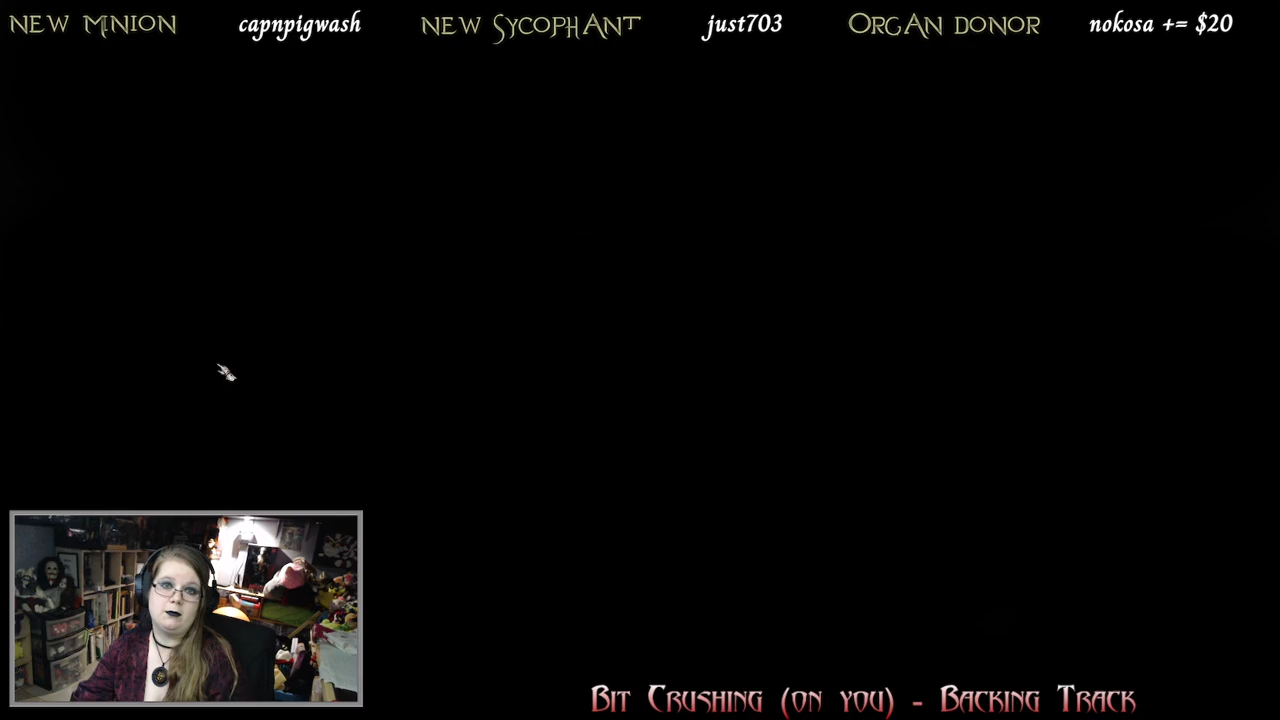 NEW MINION capnpigwash NEW SYCOPHANT just703 ORGAN DONOR nokosa += $20
BIT CRUSHING (ON YOU) - BACKING TRACK